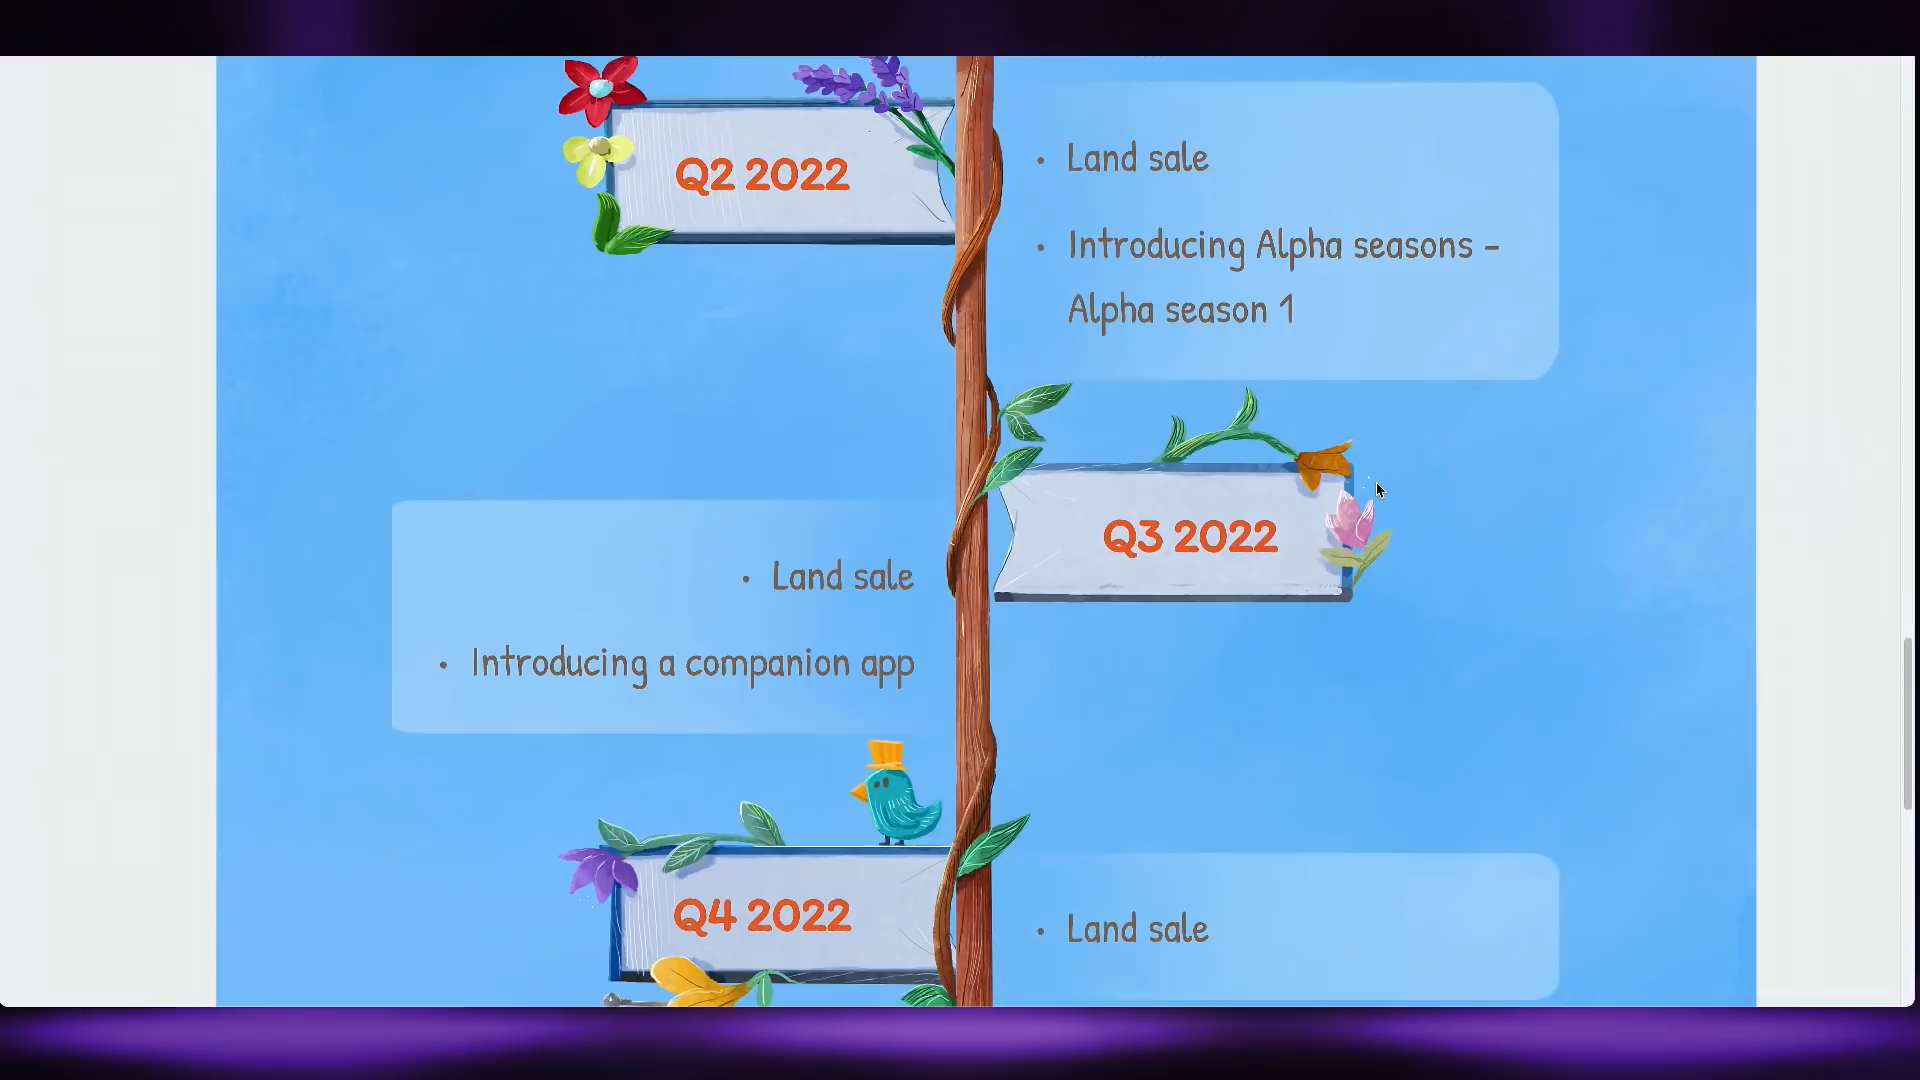 Q2 2022
• Land sale
• Introducing Alpha seasons –
Alpha season 1
Q3 2022
• Land sale
• Introducing a companion app
Q4 2022
• Land sale